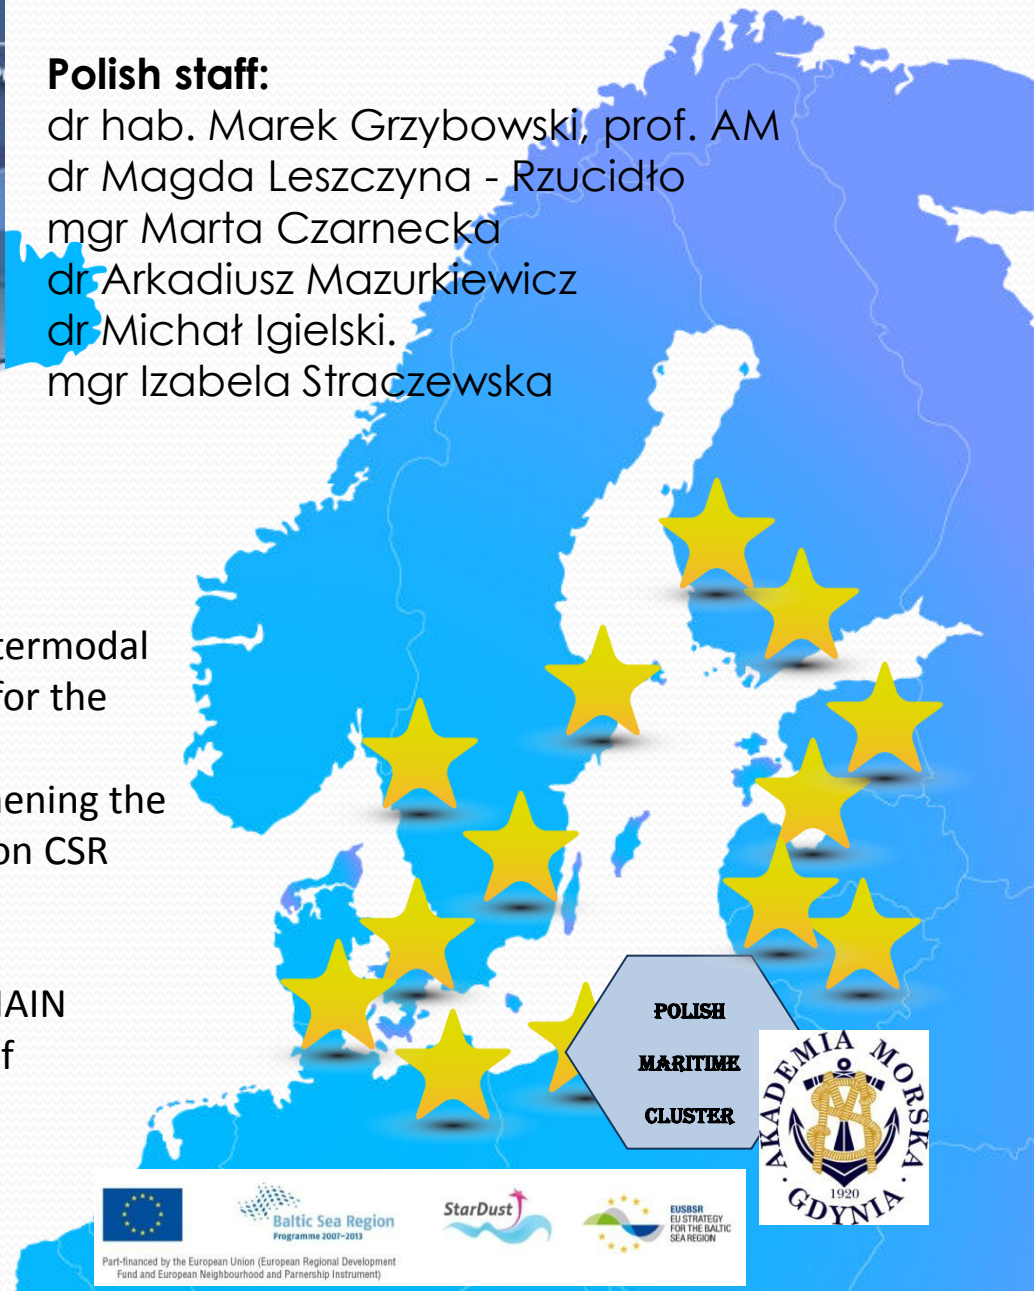 Polish staff:
dr hab. Marek Grzybowski, prof. AM
dr Magda Leszczyna - Rzucidło
mgr Marta Czarnecka
dr Arkadiusz Mazurkiewicz
dr Michał Igielski.
mgr Izabela Straczewska
termodal
for the
ening the
on CSR
AIN
f
POLISH
MARITIME
CLUSTER
AKADEMIA MORSKA
1920
GDYNIA
Baltic Sea Region
Programme 2007-2013
StarDust
EUSBSR
EU STRATEGY
FOR THE BALTIC
SEA REGION
Part-financed by the European Union (European Regional Development
Fund and European Neighbourhood and Parnership Instrument)